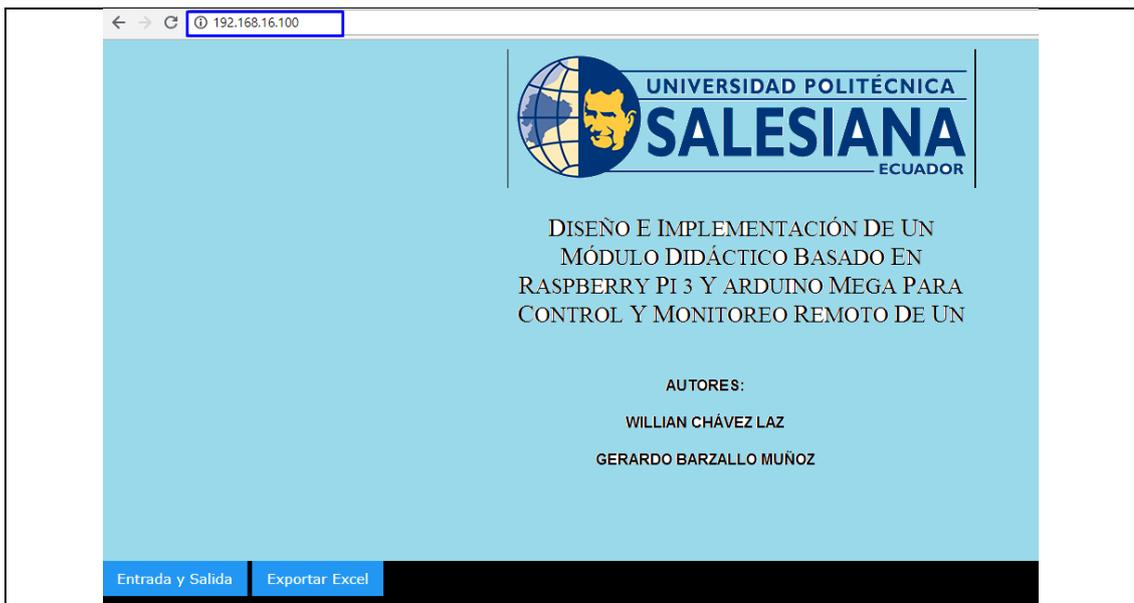 192.168.16.100
UNIVERSIDAD POLITÉCNICA
SALESIANA
ECUADOR
DISEÑO E IMPLEMENTACIÓN DE UN
MÓDULO DIDÁCTICO BASADO EN
RASPBERRY PI 3 Y ARDUINO MEGA PARA
CONTROL Y MONITOREO REMOTO DE UN
AUTORES:
WILLIAN CHÁVEZ LAZ
GERARDO BARZALLO MUÑOZ
Entrada y Salida Exportar Excel